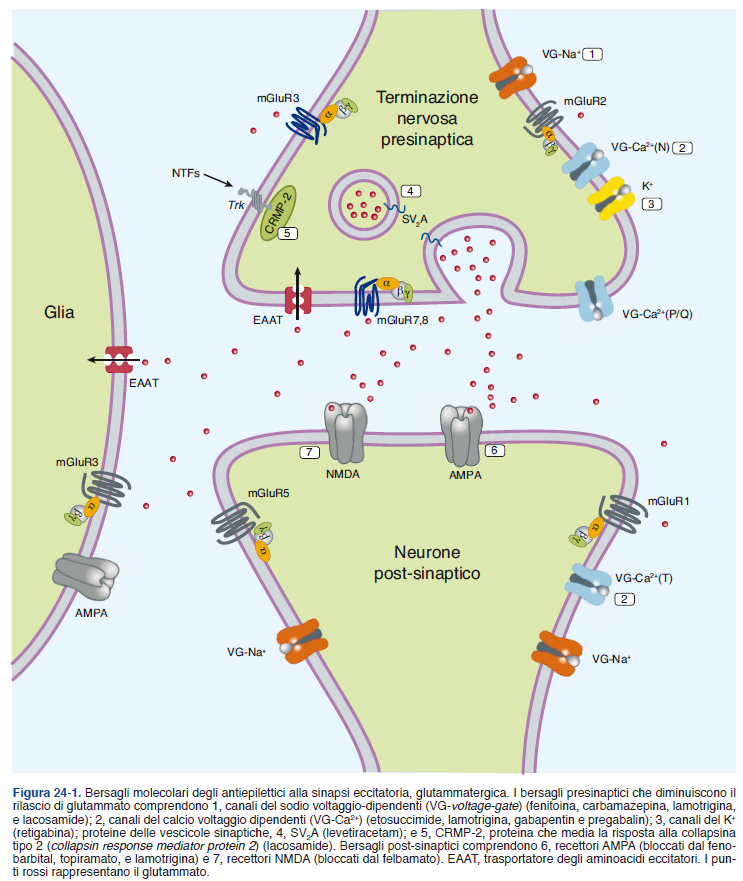 VG-Na⁺ 1
mGluR3
mGluR2
Terminazione
nervosa
presinaptica
α
βγ
α
βγ
VG-Ca²⁺(N) 2
NTFs
K⁺
3
Trk
CRMP-2
5
4
SV₂A
α
βγ
EAAT
mGluR7,8
VG-Ca²⁺(P/Q)
Glia
EAAT
7
NMDA
AMPA
6
mGluR3
α
βγ
mGluR5
βγ
α
mGluR1
α
βγ
Neurone
post-sinaptico
VG-Ca²⁺(T)
2
AMPA
VG-Na⁺
VG-Na⁺
Figura 24-1. Bersagli molecolari degli antiepilettici alla sinapsi eccitatoria, glutammatergica. I bersagli presinaptici che diminuiscono il
rilascio di glutammato comprendono 1, canali del sodio voltaggio-dipendenti (VG-voltage-gate) (fenitoina, carbamazepina, lamotrigina,
e lacosamide); 2, canali del calcio voltaggio dipendenti (VG-Ca²⁺) (etosuccimide, lamotrigina, gabapentin e pregabalin); 3, canali del K⁺
(retigabina); proteine delle vescicole sinaptiche, 4, SV₂A (levetiracetam); e 5, CRMP-2, proteina che media la risposta alla collapsina
tipo 2 (collapsin response mediator protein 2) (lacosamide). Bersagli post-sinaptici comprendono 6, recettori AMPA (bloccati dal feno-
barbital, topiramato, e lamotrigina) e 7, recettori NMDA (bloccati dal felbamato). EAAT, trasportatore degli aminoacidi eccitatori. I pun-
ti rossi rappresentano il glutammato.